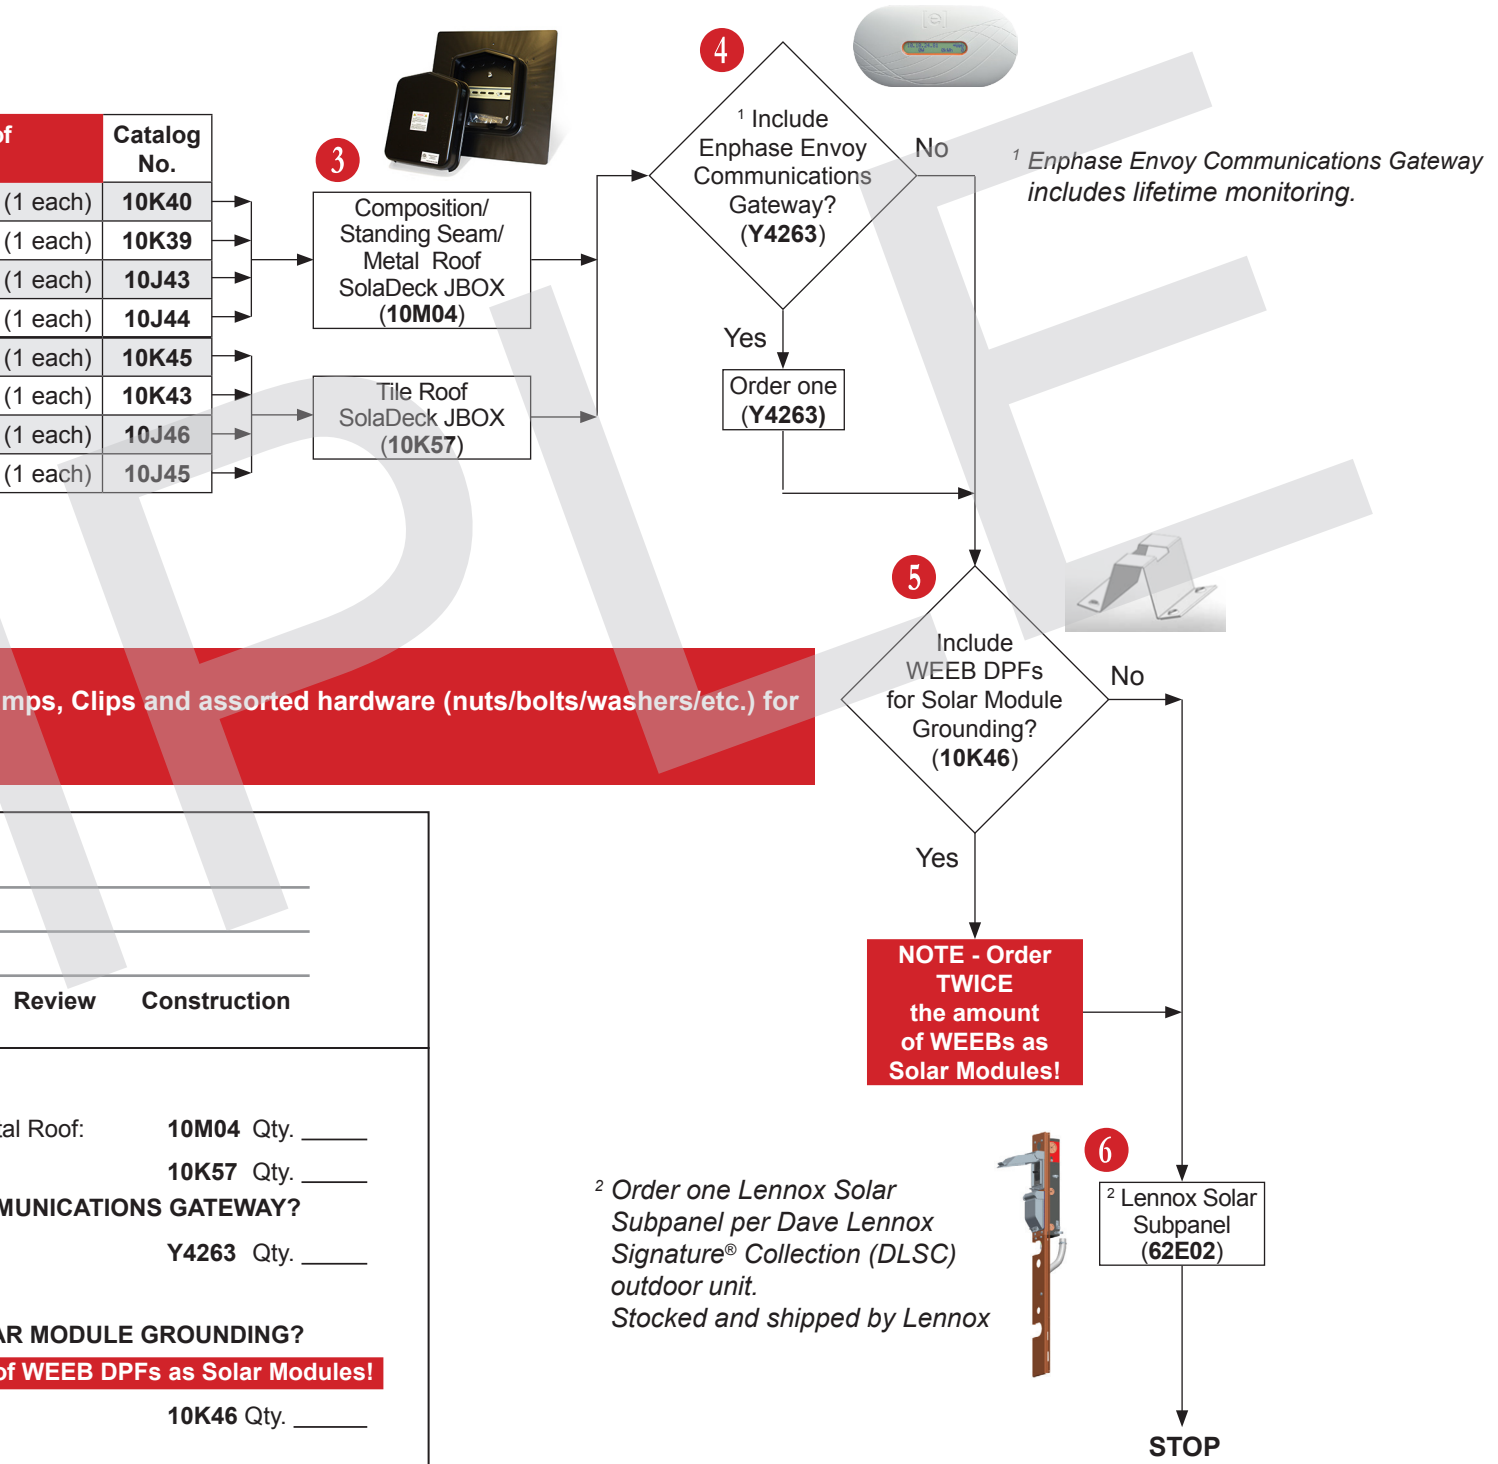 of
Catalog
No.
(1 each) 10K40
(1 each) 10K39
(1 each) 10J43
(1 each) 10J44
(1 each) 10K45
(1 each) 10K43
(1 each) 10J46
(1 each) 10J45
3
Composition/
Standing Seam/
Metal Roof
SolaDeck JBOX
(10M04)
Tile Roof
SolaDeck JBOX
(10K57)
4
1 Include
Enphase Envoy
Communications
Gateway?
(Y4263)
No
Yes
Order one
(Y4263)
1 Enphase Envoy Communications Gateway
includes lifetime monitoring.
5
Include
WEEB DPFs
for Solar Module
Grounding?
(10K46)
No
Yes
NOTE - Order
TWICE
the amount
of WEEBs as
Solar Modules!
mps, Clips and assorted hardware (nuts/bolts/washers/etc.) for
Review Construction
tal Roof: 10M04 Qty.
10K57 Qty.
MUNICATIONS GATEWAY?
Y4263 Qty.
AR MODULE GROUNDING?
of WEEB DPFs as Solar Modules!
10K46 Qty.
2 Order one Lennox Solar
Subpanel per Dave Lennox
Signature® Collection (DLSC)
outdoor unit.
Stocked and shipped by Lennox
6
2 Lennox Solar
Subpanel
(62E02)
STOP
MPLE